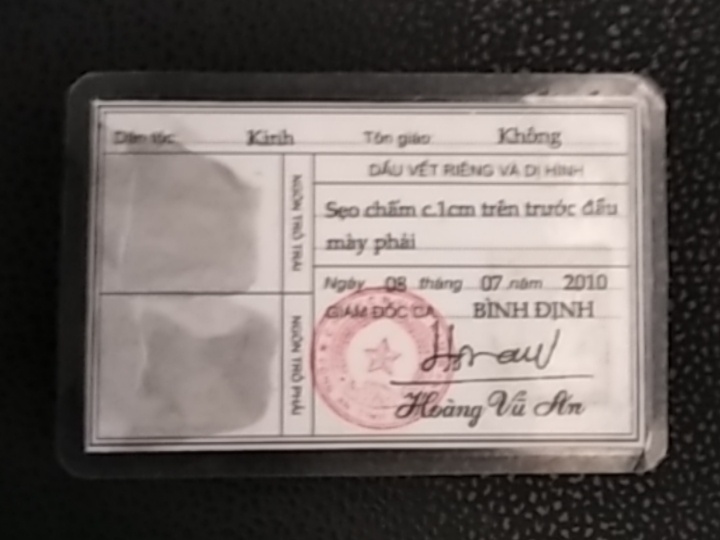 Dân tộc: Kinh Tôn giáo: Không
DẤU VẾT RIÊNG VÀ DỊ HÌNH
NGÓN TRỎ TRÁI
Sẹo chấm c.1cm trên trước đầu
mày phải
Ngày 08 tháng 07 năm 2010
GIÁM ĐỐC CA BÌNH ĐỊNH
NGÓN TRỎ PHẢI
Hoàng Vũ Ân